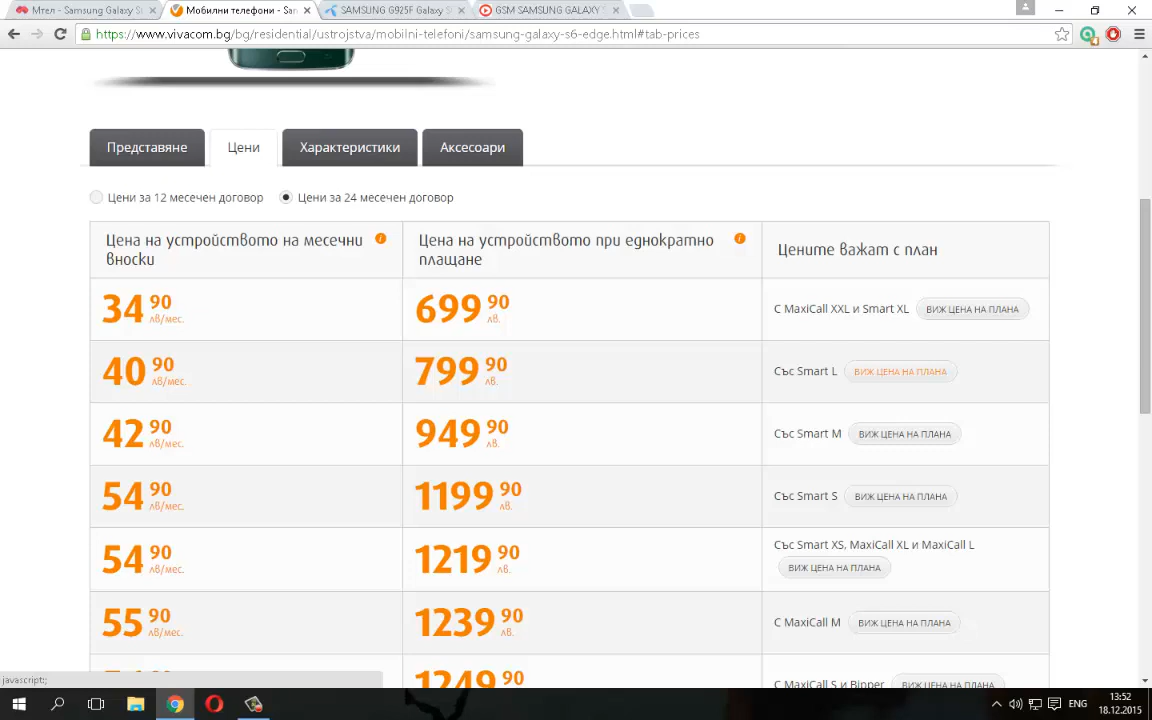 Мтел - Samsung Galaxy S
Мобилни телефони - Sam
SAMSUNG G925F Galaxy S
GSM SAMSUNG GALAXY
https://www.vivacom.bg/bg/residential/ustrojstva/mobilni-telefoni/samsung-galaxy-s6-edge.html#tab-prices
Представяне
Цени
Характеристики
Аксесоари
Цени за 12 месечен договор
Цени за 24 месечен договор
Цена на устройството на месечни
вноски
Цена на устройството при еднократно
плащане
Цените важат с план
34 90 лв/мес.
699 90 лв.
С MaxiCall XXL и Smart XL ВИЖ ЦЕНА НА ПЛАНА
40 90 лв/мес.
799 90 лв.
Със Smart L ВИЖ ЦЕНА НА ПЛАНА
42 90 лв/мес.
949 90 лв.
Със Smart M ВИЖ ЦЕНА НА ПЛАНА
54 90 лв/мес.
1199 90 лв.
Със Smart S ВИЖ ЦЕНА НА ПЛАНА
54 90 лв/мес.
1219 90 лв.
Със Smart XS, MaxiCall XL и MaxiCall L
ВИЖ ЦЕНА НА ПЛАНА
55 90 лв/мес.
1239 90 лв.
С MaxiCall M ВИЖ ЦЕНА НА ПЛАНА
1249 90
С MaxiCall S и Bipper ВИЖ ЦЕНА НА ПЛАНА
javascript:;
ENG
13:52
18.12.2015